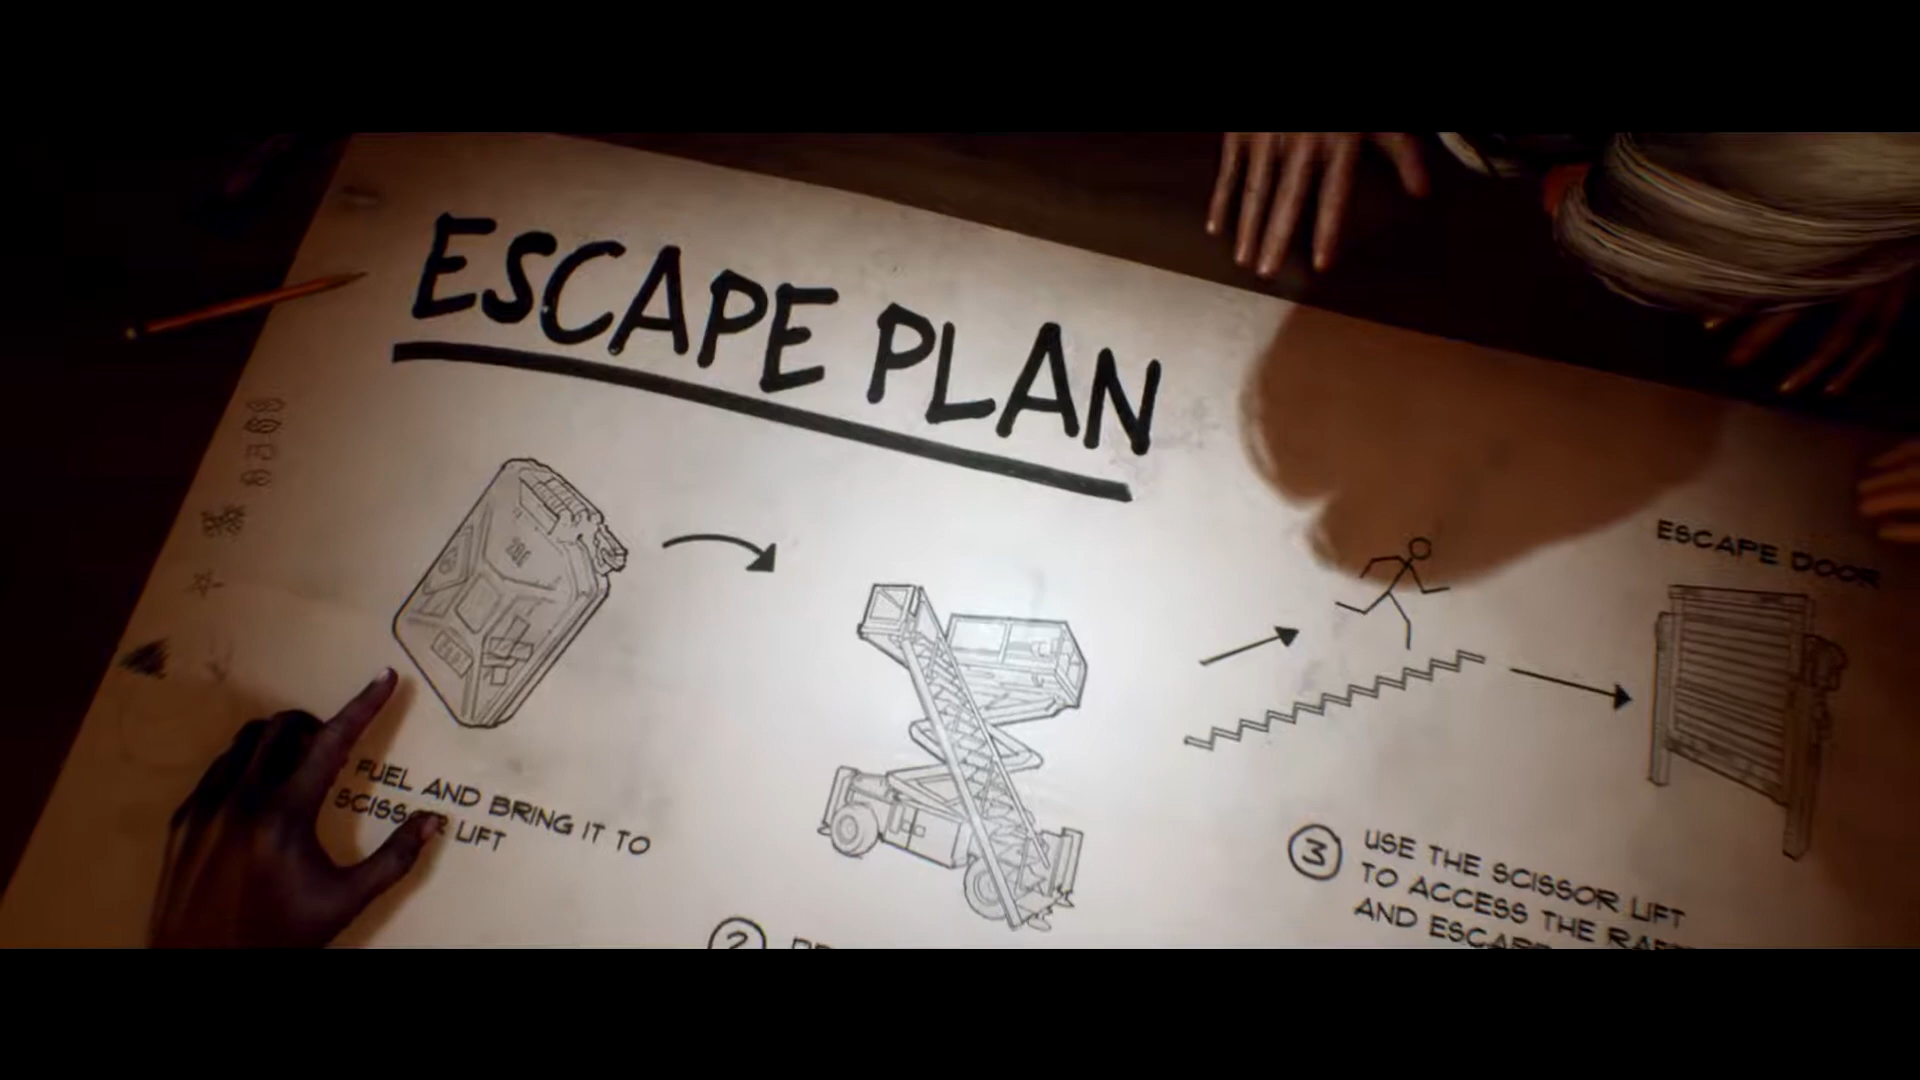 ESCAPE PLAN
ESCAPE DOOR
FUEL AND BRING IT TO
SCISSOR LIFT
2
3
USE THE SCISSOR LIFT
TO ACCESS THE
AND ESCAPE